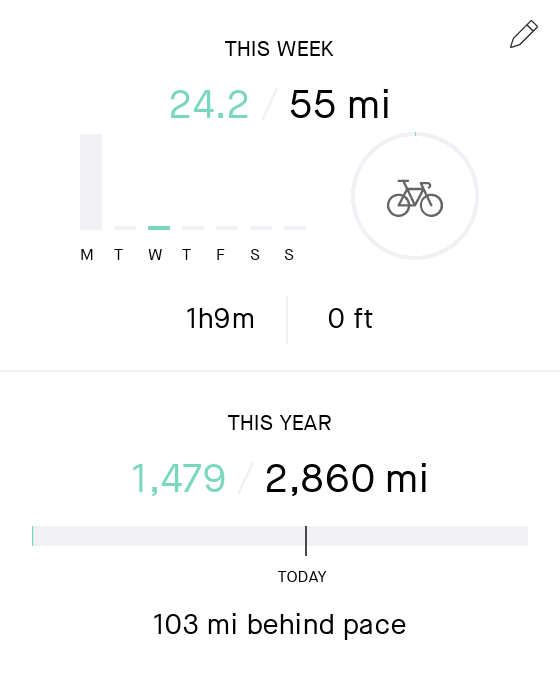 THIS WEEK
24.2 / 55 mi
M T W T F S S
1h9m 0 ft
THIS YEAR
1,479 / 2,860 mi
TODAY
103 mi behind pace